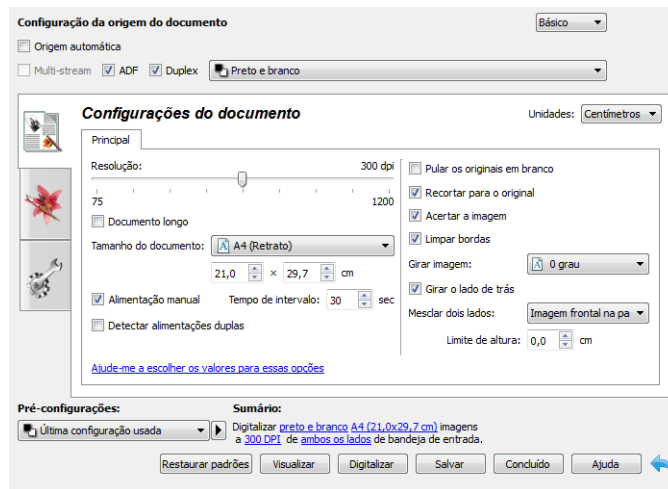 Configuração da origem do documento
Básico
Origem automática
Multi-stream ADF Duplex Preto e branco
Configurações do documento
Unidades: Centímetros
Principal
Resolução: 300 dpi
75 1200
Documento longo
Tamanho do documento: A4 (Retrato)
21,0 × 29,7 cm
Alimentação manual Tempo de intervalo: 30 sec
Detectar alimentações duplas
Ajude-me a escolher os valores para essas opções
Pular os originais em branco
Recortar para o original
Acertar a imagem
Limpar bordas
Girar imagem: 0 grau
Girar o lado de trás
Mesclar dois lados: Imagem frontal na pa
Limite de altura: 0,0 cm
Pré-configurações:
Última configuração usada
Sumário:
Digitalizar preto e branco A4 (21,0x29,7 cm) imagens
a 300 DPI de ambos os lados de bandeja de entrada.
Restaurar padrões Visualizar Digitalizar Salvar Concluído Ajuda